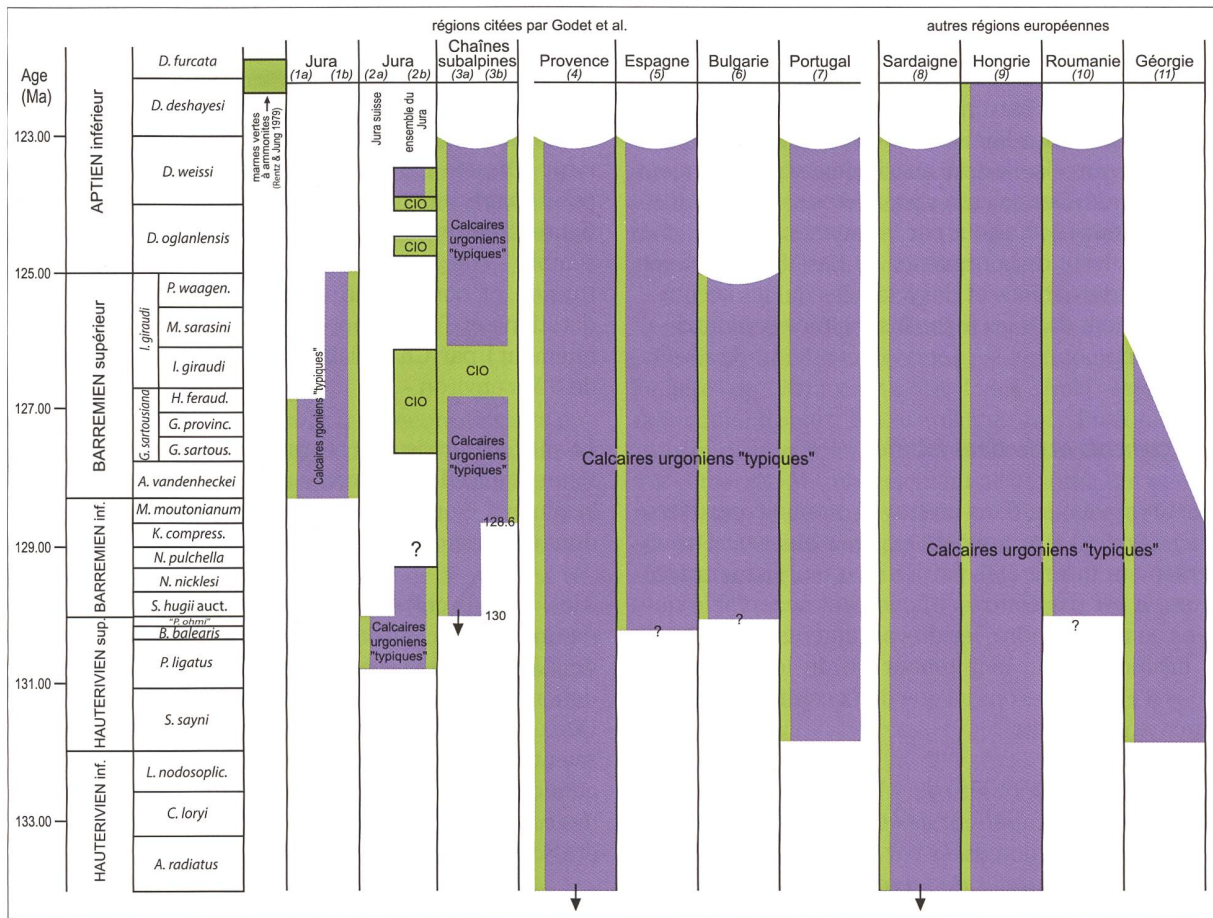 régions citées par Godet et al.
autres régions européennes
Age
(Ma)
123.00
125.00
127.00
129.00
131.00
133.00
APTIEN inférieur
BARREMIEN supérieur
BARREMIEN inf.
HAUTERIVIEN sup.
HAUTERIVIEN inf.
I. giraudi
G. sartousiana
D. furcata
D. deshayesi
D. weissi
D. oglanlensis
P. waagen.
M. sarasini
I. giraudi
H. feraud.
G. provinc.
G. sartous.
A. vandenheckei
M. moutonianum
K. compress.
N. pulchella
N. nicklesi
S. hugii auct.
"P. ohmi"
B. balearis
P. ligatus
S. sayni
L. nodosoplic.
C. loryi
A. radiatus
marnes vertes
à ammonites
(Rentz & Jung 1979)
Jura
(1a) (1b)
Calcaires rgoniens "typiques"
Jura
(2a) (2b)
Jura suisse
ensemble du
Jura
CIO
CIO
CIO
?
Calcaires
urgoniens
"typiques"
Chaînes
subalpines
(3a) (3b)
Calcaires
urgoniens
"typiques"
CIO
Calcaires
urgoniens
"typiques"
128.6
130
Provence
(4)
Espagne
(5)
Bulgarie
(6)
Portugal
(7)
Calcaires urgoniens "typiques"
?
?
Sardaigne
(8)
Hongrie
(9)
Roumanie
(10)
Géorgie
(11)
Calcaires urgoniens "typiques"
?